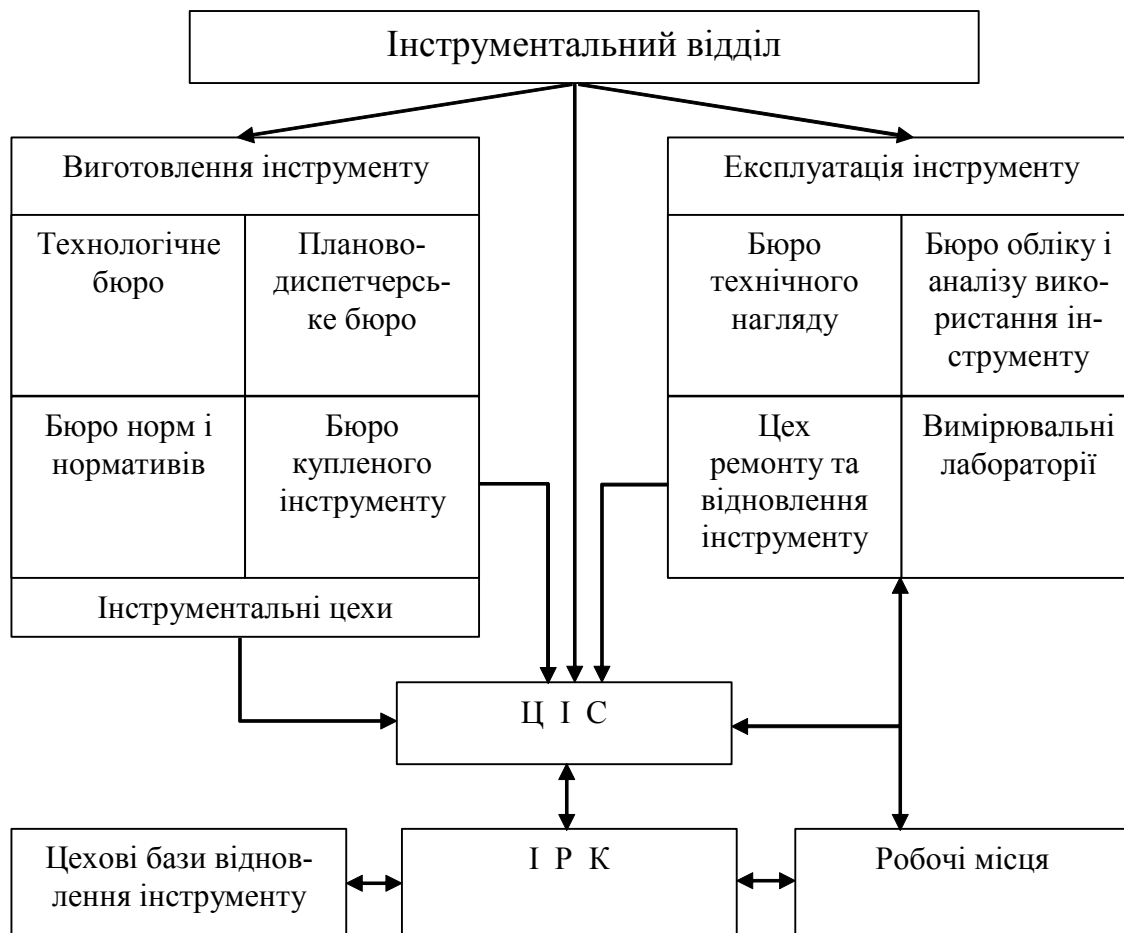 Інструментальний відділ
Виготовлення інструменту
Експлуатація інструменту
Технологічне
бюро
Планово-
диспетчерсь-
ке бюро
Бюро
технічного
нагляду
Бюро обліку і
аналізу вико-
ристання ін-
струменту
Бюро норм і
нормативів
Бюро
купленого
інструменту
Цех
ремонту та
відновлення
інструменту
Вимірювальні
лабораторії
Інструментальні цехи
Ц І С
Цехові бази віднов-
лення інструменту
І Р К
Робочі місця